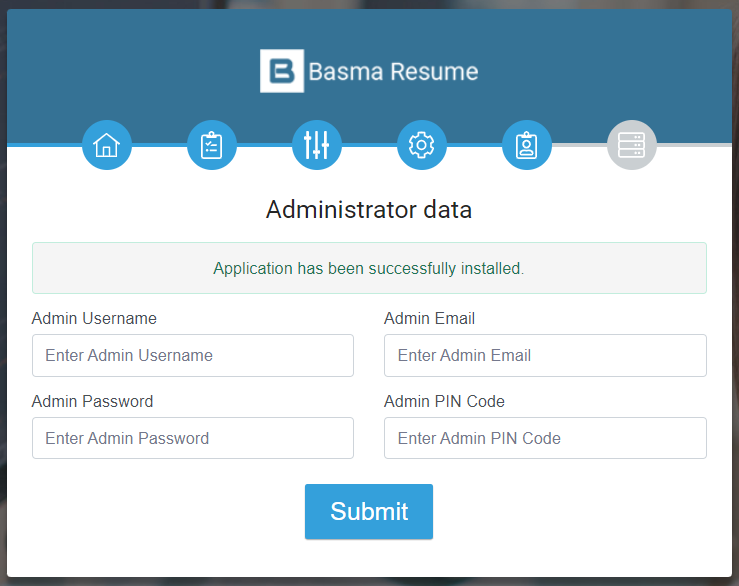 Basma Resume
Administrator data
Application has been successfully installed.
Admin Username
Admin Email
Enter Admin Username
Enter Admin Email
Admin Password
Admin PIN Code
Enter Admin Password
Enter Admin PIN Code
Submit